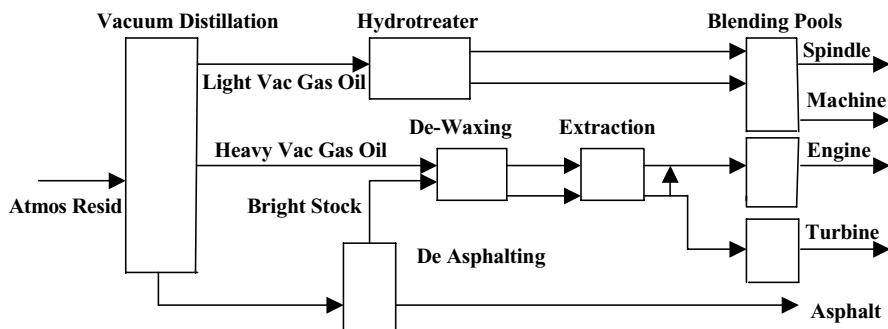 Vacuum Distillation
Hydrotreater
Blending Pools
Spindle
Light Vac Gas Oil
Machine
De-Waxing
Extraction
Heavy Vac Gas Oil
Engine
Atmos Resid
Bright Stock
Turbine
De Asphalting
Asphalt